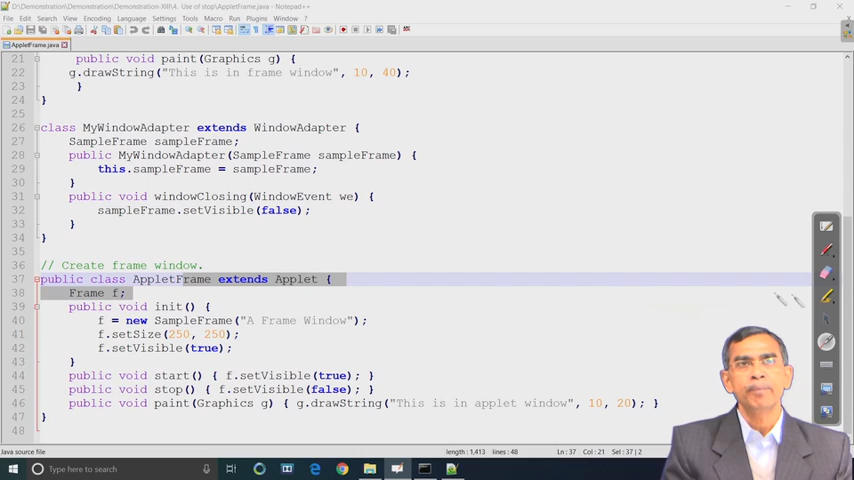 D:\Demonstration\Demonstration\Demonstration-XIII\4. Use of stop\AppletFrame.java - Notepad++
File Edit Search View Encoding Language Settings Tools Macro Run Plugins Window ?
AppletFrame.java
21 public void paint(Graphics g) {
22 g.drawString("This is in frame window", 10, 40);
23 }
24 }
25
26 class MyWindowAdapter extends WindowAdapter {
27 SampleFrame sampleFrame;
28 public MyWindowAdapter(SampleFrame sampleFrame) {
29 this.sampleFrame = sampleFrame;
30 }
31 public void windowClosing(WindowEvent we) {
32 sampleFrame.setVisible(false);
33 }
34 }
35
36 // Create frame window.
37 public class AppletFrame extends Applet {
38 Frame f;
39 public void init() {
40 f = new SampleFrame("A Frame Window");
41 f.setSize(250, 250);
42 f.setVisible(true);
43 }
44 public void start() { f.setVisible(true); }
45 public void stop() { f.setVisible(false); }
46 public void paint(Graphics g) { g.drawString("This is in applet window", 10, 20); }
47 }
48
Java source file length : 1,413 lines : 48 Ln : 37 Col : 21 Sel : 37 | 2
Type here to search